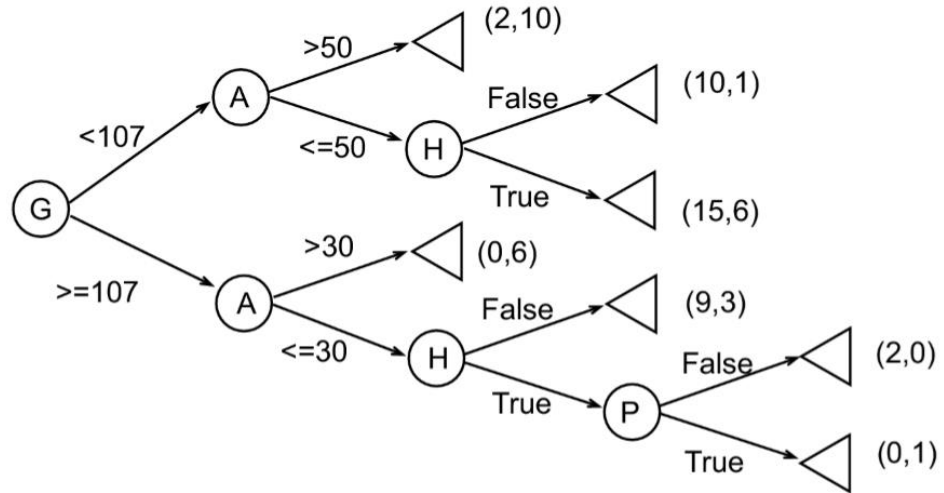 >50
(2,10)
A
False
(10,1)
<107
<=50
H
True
(15,6)
G
>=107
>30
(0,6)
A
False
(9,3)
<=30
H
True
False
(2,0)
P
True
(0,1)